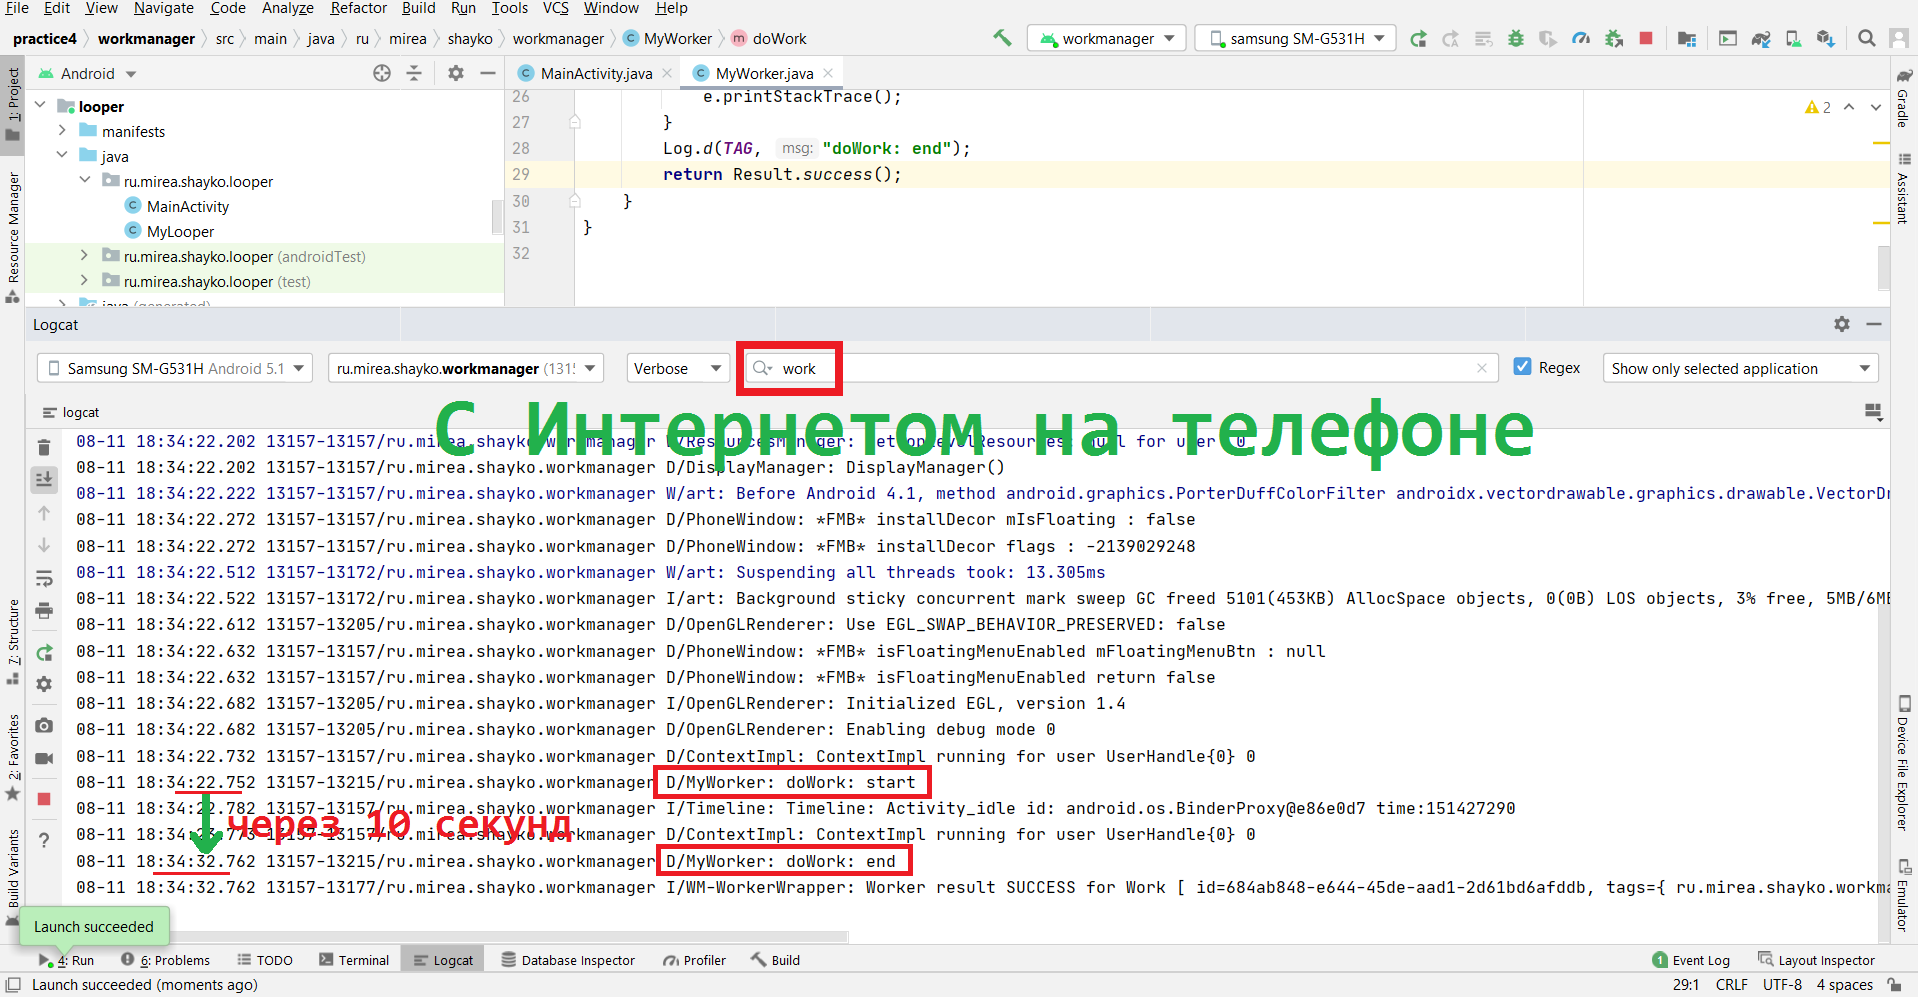 File Edit View Navigate Code Analyze Refactor Build Run Tools VCS Window Help
practice4 workmanager src main java ru mirea shayko workmanager MyWorker doWork workmanager samsung SM-G531H
Android MainActivity.java MyWorker.java
1: Project
Resource Manager
7: Structure
2: Favorites
Build Variants
looper
manifests
java
ru.mirea.shayko.looper
MainActivity
MyLooper
ru.mirea.shayko.looper (androidTest)
ru.mirea.shayko.looper (test)
java (generated)
26 e.printStackTrace();
27 }
28 Log.d(TAG, msg: "doWork: end");
29 return Result.success();
30 }
31 }
32
2
Gradle
Assistant
Device File Explorer
Emulator
Logcat
Samsung SM-G531H Android 5.1 ru.mirea.shayko.workmanager (1315 Verbose work Regex Show only selected application
logcat
С Интернетом на телефоне
08-11 18:34:22.202 13157-13157/ru.mirea.shayko.workmanager W/ResourcesManager: getTopLevelResources: null for user 0
08-11 18:34:22.202 13157-13157/ru.mirea.shayko.workmanager D/DisplayManager: DisplayManager()
08-11 18:34:22.222 13157-13157/ru.mirea.shayko.workmanager W/art: Before Android 4.1, method android.graphics.PorterDuffColorFilter androidx.vectordrawable.graphics.drawable.VectorDr
08-11 18:34:22.272 13157-13157/ru.mirea.shayko.workmanager D/PhoneWindow: *FMB* installDecor mIsFloating : false
08-11 18:34:22.272 13157-13157/ru.mirea.shayko.workmanager D/PhoneWindow: *FMB* installDecor flags : -2139029248
08-11 18:34:22.512 13157-13172/ru.mirea.shayko.workmanager W/art: Suspending all threads took: 13.305ms
08-11 18:34:22.522 13157-13172/ru.mirea.shayko.workmanager I/art: Background sticky concurrent mark sweep GC freed 5101(453KB) AllocSpace objects, 0(0B) LOS objects, 3% free, 5MB/6MB
08-11 18:34:22.612 13157-13205/ru.mirea.shayko.workmanager D/OpenGLRenderer: Use EGL_SWAP_BEHAVIOR_PRESERVED: false
08-11 18:34:22.632 13157-13157/ru.mirea.shayko.workmanager D/PhoneWindow: *FMB* isFloatingMenuEnabled mFloatingMenuBtn : null
08-11 18:34:22.632 13157-13157/ru.mirea.shayko.workmanager D/PhoneWindow: *FMB* isFloatingMenuEnabled return false
08-11 18:34:22.682 13157-13205/ru.mirea.shayko.workmanager I/OpenGLRenderer: Initialized EGL, version 1.4
08-11 18:34:22.682 13157-13205/ru.mirea.shayko.workmanager D/OpenGLRenderer: Enabling debug mode 0
08-11 18:34:22.732 13157-13157/ru.mirea.shayko.workmanager D/ContextImpl: ContextImpl running for user UserHandle{0} 0
08-11 18:34:22.752 13157-13215/ru.mirea.shayko.workmanager D/MyWorker: doWork: start
08-11 18:34:22.782 13157-13157/ru.mirea.shayko.workmanager I/Timeline: Timeline: Activity_idle id: android.os.BinderProxy@e86e0d7 time:151427290
через 10 секунд
08-11 18:34:23.773 13157-13157/ru.mirea.shayko.workmanager D/ContextImpl: ContextImpl running for user UserHandle{0} 0
08-11 18:34:32.762 13157-13215/ru.mirea.shayko.workmanager D/MyWorker: doWork: end
08-11 18:34:32.762 13157-13177/ru.mirea.shayko.workmanager I/WM-WorkerWrapper: Worker result SUCCESS for Work [ id=684ab848-e644-45de-aad1-2d61bd6afddb, tags={ ru.mirea.shayko.workma
Launch succeeded
4: Run 6: Problems TODO Terminal Logcat Database Inspector Profiler Build 1 Event Log Layout Inspector
Launch succeeded (moments ago) 29:1 CRLF UTF-8 4 spaces